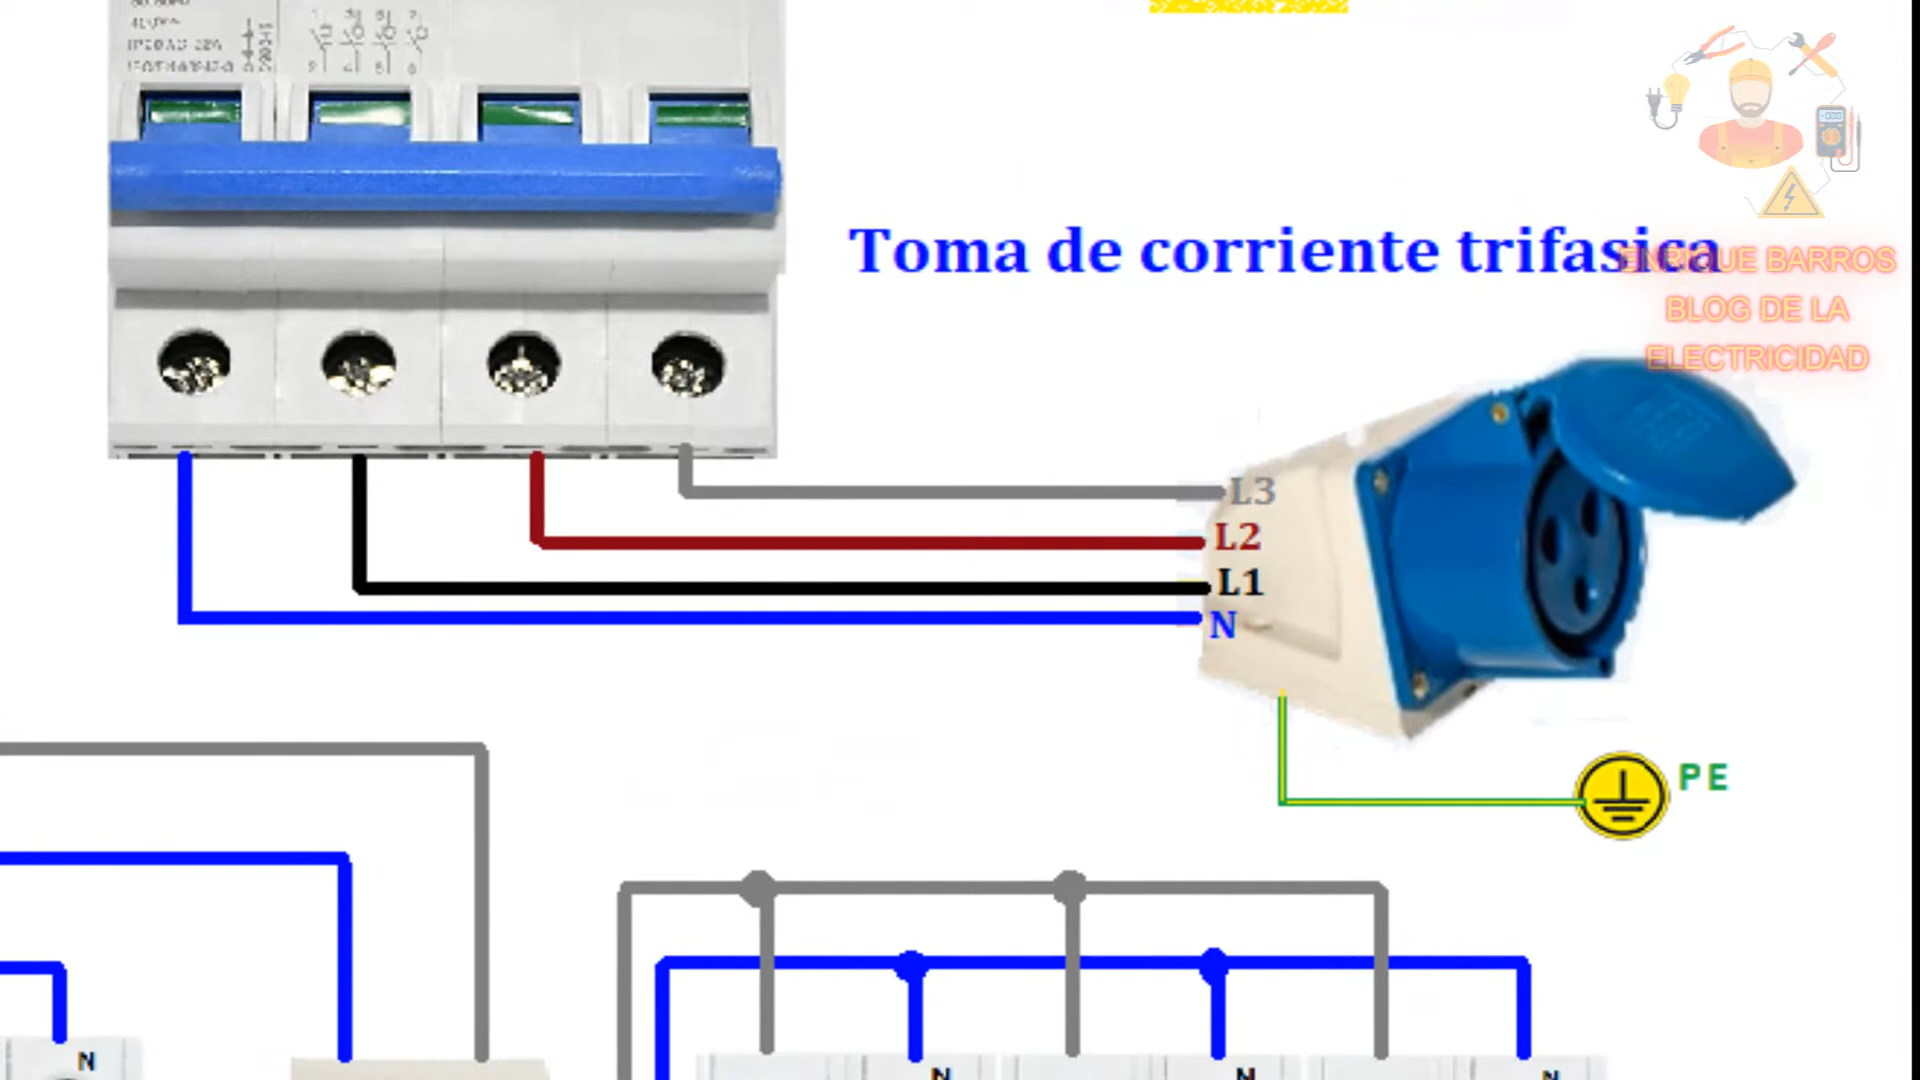 Toma de corriente trifasica
ENRIQUE BARROS
BLOG DE LA
ELECTRICIDAD
L3
L2
L1
N
PE
N
N
N
N